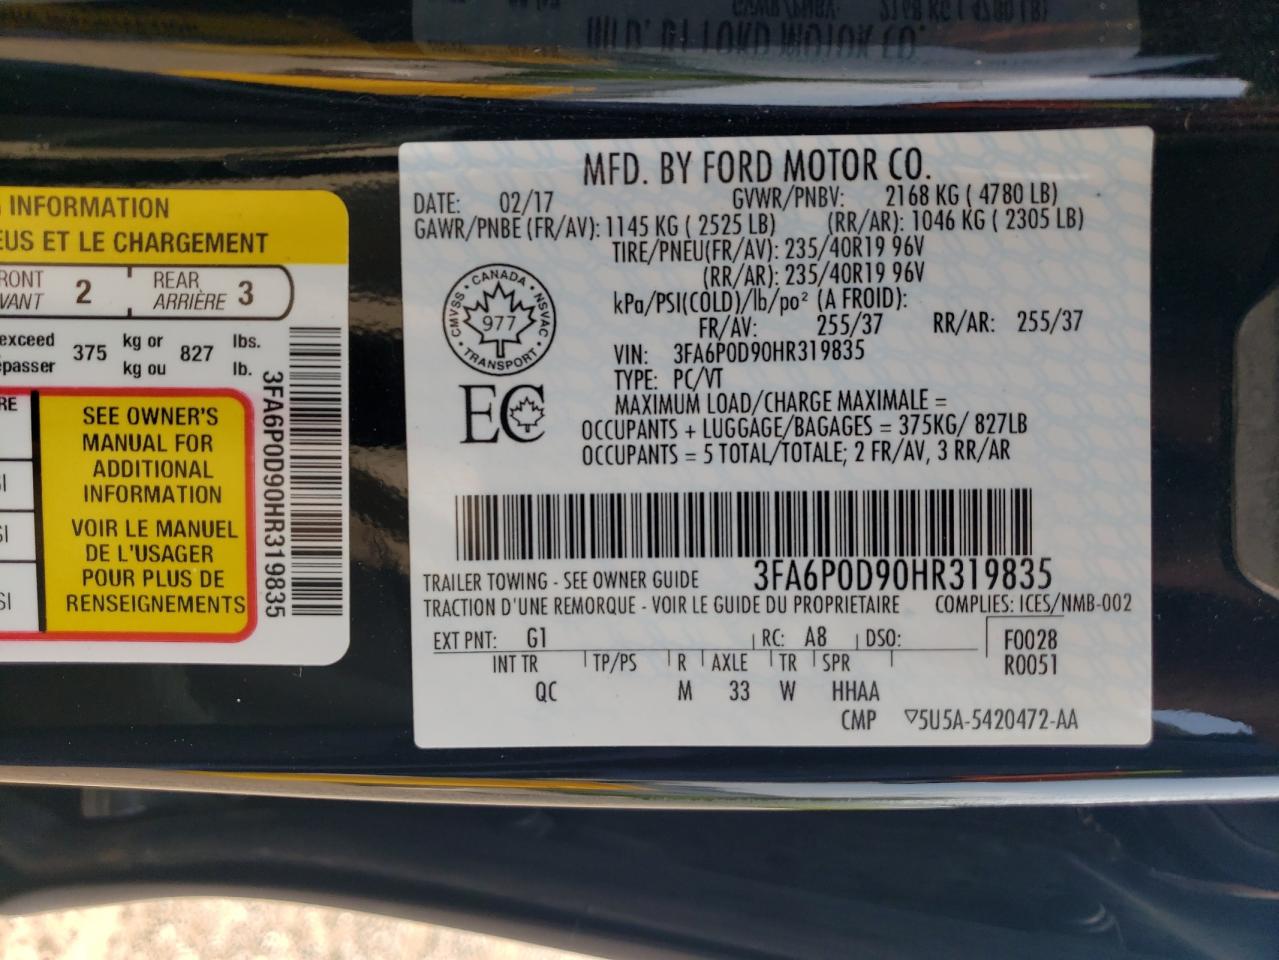 INFORMATION
EUS ET LE CHARGEMENT
RONT
VANT 2 REAR
ARRIÈRE 3
exceed
375 kg or
kg ou 827 lbs.
lb.
SEE OWNER'S
MANUAL FOR
ADDITIONAL
INFORMATION
VOIR LE MANUEL
DE L'USAGER
POUR PLUS DE
RENSEIGNEMENTS
3FA6P0D90HR319835
MFD. BY FORD MOTOR CO.
DATE: 02/17 GVWR/PNBV: 2168 KG ( 4780 LB)
GAWR/PNBE (FR/AV): 1145 KG ( 2525 LB) (RR/AR): 1046 KG ( 2305 LB)
TIRE/PNEU(FR/AV): 235/40R19 96V
(RR/AR): 235/40R19 96V
kPa/PSI(COLD)/lb/po² (A FROID):
FR/AV: 255/37 RR/AR: 255/37
CANADA
CMVSS 977 NSVAC
TRANSPORT
VIN: 3FA6P0D90HR319835
TYPE: PC/VT
EC
MAXIMUM LOAD/CHARGE MAXIMALE =
OCCUPANTS + LUGGAGE/BAGAGES = 375KG/ 827LB
OCCUPANTS = 5 TOTAL/TOTALE; 2 FR/AV, 3 RR/AR
TRAILER TOWING - SEE OWNER GUIDE 3FA6P0D90HR319835
TRACTION D'UNE REMORQUE - VOIR LE GUIDE DU PROPRIETAIRE COMPLIES: ICES/NMB-002
EXT PNT: G1 RC: A8 DSO: F0028
INT TR TP/PS R AXLE TR SPR R0051
QC M 33 W HHAA
CMP ▽5U5A-5420472-AA